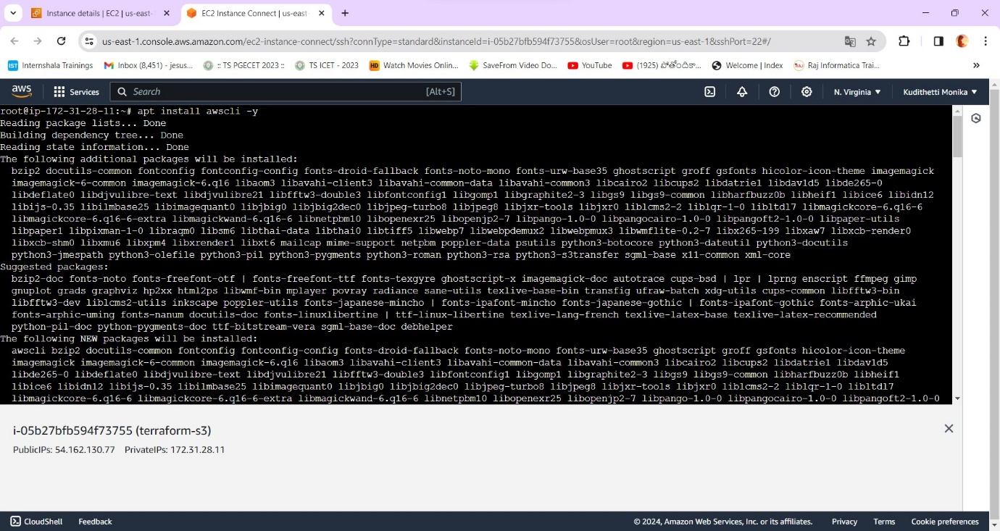 Instance details | EC2 | us-east-
EC2 Instance Connect | us-east-
us-east-1.console.aws.amazon.com/ec2-instance-connect/ssh?connType=standard&instanceId=i-05b27bfb594f73755&osUser=root&region=us-east-1&sshPort=22#/
Internshala Trainings
Inbox (8,451) - jesus...
:: TS PGECET 2023 ::
TS ICET - 2023
Watch Movies Onlin...
SaveFrom Video Do...
YouTube
(1925) పోతోందికా...
Welcome | Index
Raj Informatica Trai...
aws
Services
Search
[Alt+S]
N. Virginia
Kudithetti Monika
root@ip-172-31-28-11:~# apt install awscli -y
Reading package lists... Done
Building dependency tree... Done
Reading state information... Done
The following additional packages will be installed:
bzip2 docutils-common fontconfig fontconfig-config fonts-droid-fallback fonts-noto-mono fonts-urw-base35 ghostscript groff gsfonts hicolor-icon-theme imagemagick
imagemagick-6-common imagemagick-6.q16 libaom3 libavahi-client3 libavahi-common-data libavahi-common3 libcairo2 libcups2 libdatrie1 libdav1d5 libde265-0
libdeflate0 libdjvulibre-text libdjvulibre21 libfftw3-double3 libfontconfig1 libgomp1 libgraphite2-3 libgs9 libgs9-common libharfbuzz0b libheif1 libice6 libidn12
libijs-0.35 libilmbase25 libimagequant0 libjbig0 libjbig2dec0 libjpeg-turbo8 libjpeg8 libjxr-tools libjxr0 liblcms2-2 liblqr-1-0 libltdl7 libmagickcore-6.q16-6
libmagickcore-6.q16-6-extra libmagickwand-6.q16-6 libnetpbm10 libopenexr25 libopenjp2-7 libpango-1.0-0 libpangocairo-1.0-0 libpangoft2-1.0-0 libpaper-utils
libpaper1 libpixman-1-0 libraqm0 libsm6 libthai-data libthai0 libtiff5 libwebp7 libwebpdemux2 libwebpmux3 libwmflite-0.2-7 libx265-199 libxaw7 libxcb-render0
libxcb-shm0 libxmu6 libxpm4 libxrender1 libxt6 mailcap mime-support netpbm poppler-data psutils python3-botocore python3-dateutil python3-docutils
python3-jmespath python3-olefile python3-pil python3-pygments python3-roman python3-rsa python3-s3transfer sgml-base x11-common xml-core
Suggested packages:
bzip2-doc fonts-noto fonts-freefont-otf | fonts-freefont-ttf fonts-texgyre ghostscript-x imagemagick-doc autotrace cups-bsd | lpr | lprng enscript ffmpeg gimp
gnuplot grads graphviz hp2xx html2ps libwmf-bin mplayer povray radiance sane-utils texlive-base-bin transfig ufraw-batch xdg-utils cups-common libfftw3-bin
libfftw3-dev liblcms2-utils inkscape poppler-utils fonts-japanese-mincho | fonts-ipafont-mincho fonts-japanese-gothic | fonts-ipafont-gothic fonts-arphic-ukai
fonts-arphic-uming fonts-nanum docutils-doc fonts-linuxlibertine | ttf-linux-libertine texlive-lang-french texlive-latex-base texlive-latex-recommended
python-pil-doc python-pygments-doc ttf-bitstream-vera sgml-base-doc debhelper
The following NEW packages will be installed:
awscli bzip2 docutils-common fontconfig fontconfig-config fonts-droid-fallback fonts-noto-mono fonts-urw-base35 ghostscript groff gsfonts hicolor-icon-theme
imagemagick imagemagick-6-common imagemagick-6.q16 libaom3 libavahi-client3 libavahi-common-data libavahi-common3 libcairo2 libcups2 libdatrie1 libdav1d5
libde265-0 libdeflate0 libdjvulibre-text libdjvulibre21 libfftw3-double3 libfontconfig1 libgomp1 libgraphite2-3 libgs9 libgs9-common libharfbuzz0b libheif1
libice6 libidn12 libijs-0.35 libilmbase25 libimagequant0 libjbig0 libjbig2dec0 libjpeg-turbo8 libjpeg8 libjxr-tools libjxr0 liblcms2-2 liblqr-1-0 libltdl7
libmagickcore-6.q16-6 libmagickcore-6.q16-6-extra libmagickwand-6.q16-6 libnetpbm10 libopenexr25 libopenjp2-7 libpango-1.0-0 libpangocairo-1.0-0 libpangoft2-1.0-0
i-05b27bfb594f73755 (terraform-s3)
PublicIPs: 54.162.130.77 PrivateIPs: 172.31.28.11
CloudShell
Feedback
© 2024, Amazon Web Services, Inc. or its affiliates.
Privacy
Terms
Cookie preferences